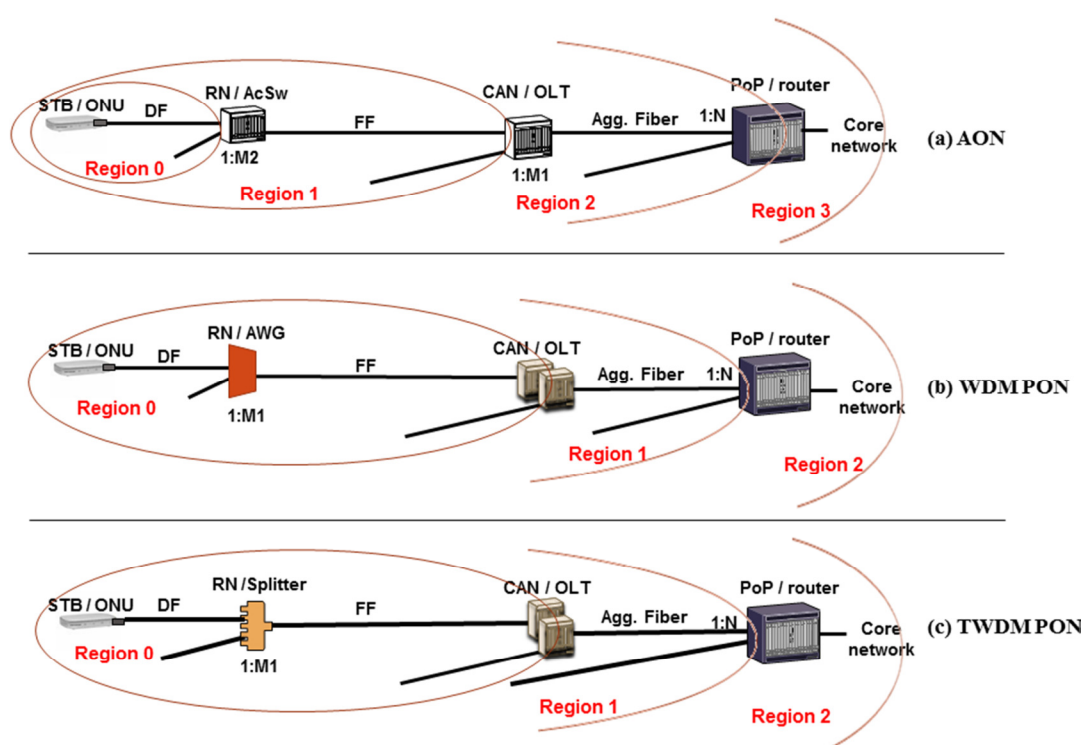 STB / ONU
DF
RN / AcSw
1:M2
Region 0
FF
Region 1
CAN / OLT
1:M1
Agg. Fiber
1:N
Region 2
PoP / router
Core
network
Region 3
(a) AON
STB / ONU
DF
RN / AWG
1:M1
Region 0
FF
CAN / OLT
Agg. Fiber
1:N
Region 1
PoP / router
Core
network
Region 2
(b) WDM PON
STB / ONU
DF
RN /Splitter
1:M1
Region 0
FF
CAN / OLT
Agg. Fiber
1:N
Region 1
PoP / router
Core
network
Region 2
(c) TWDM PON